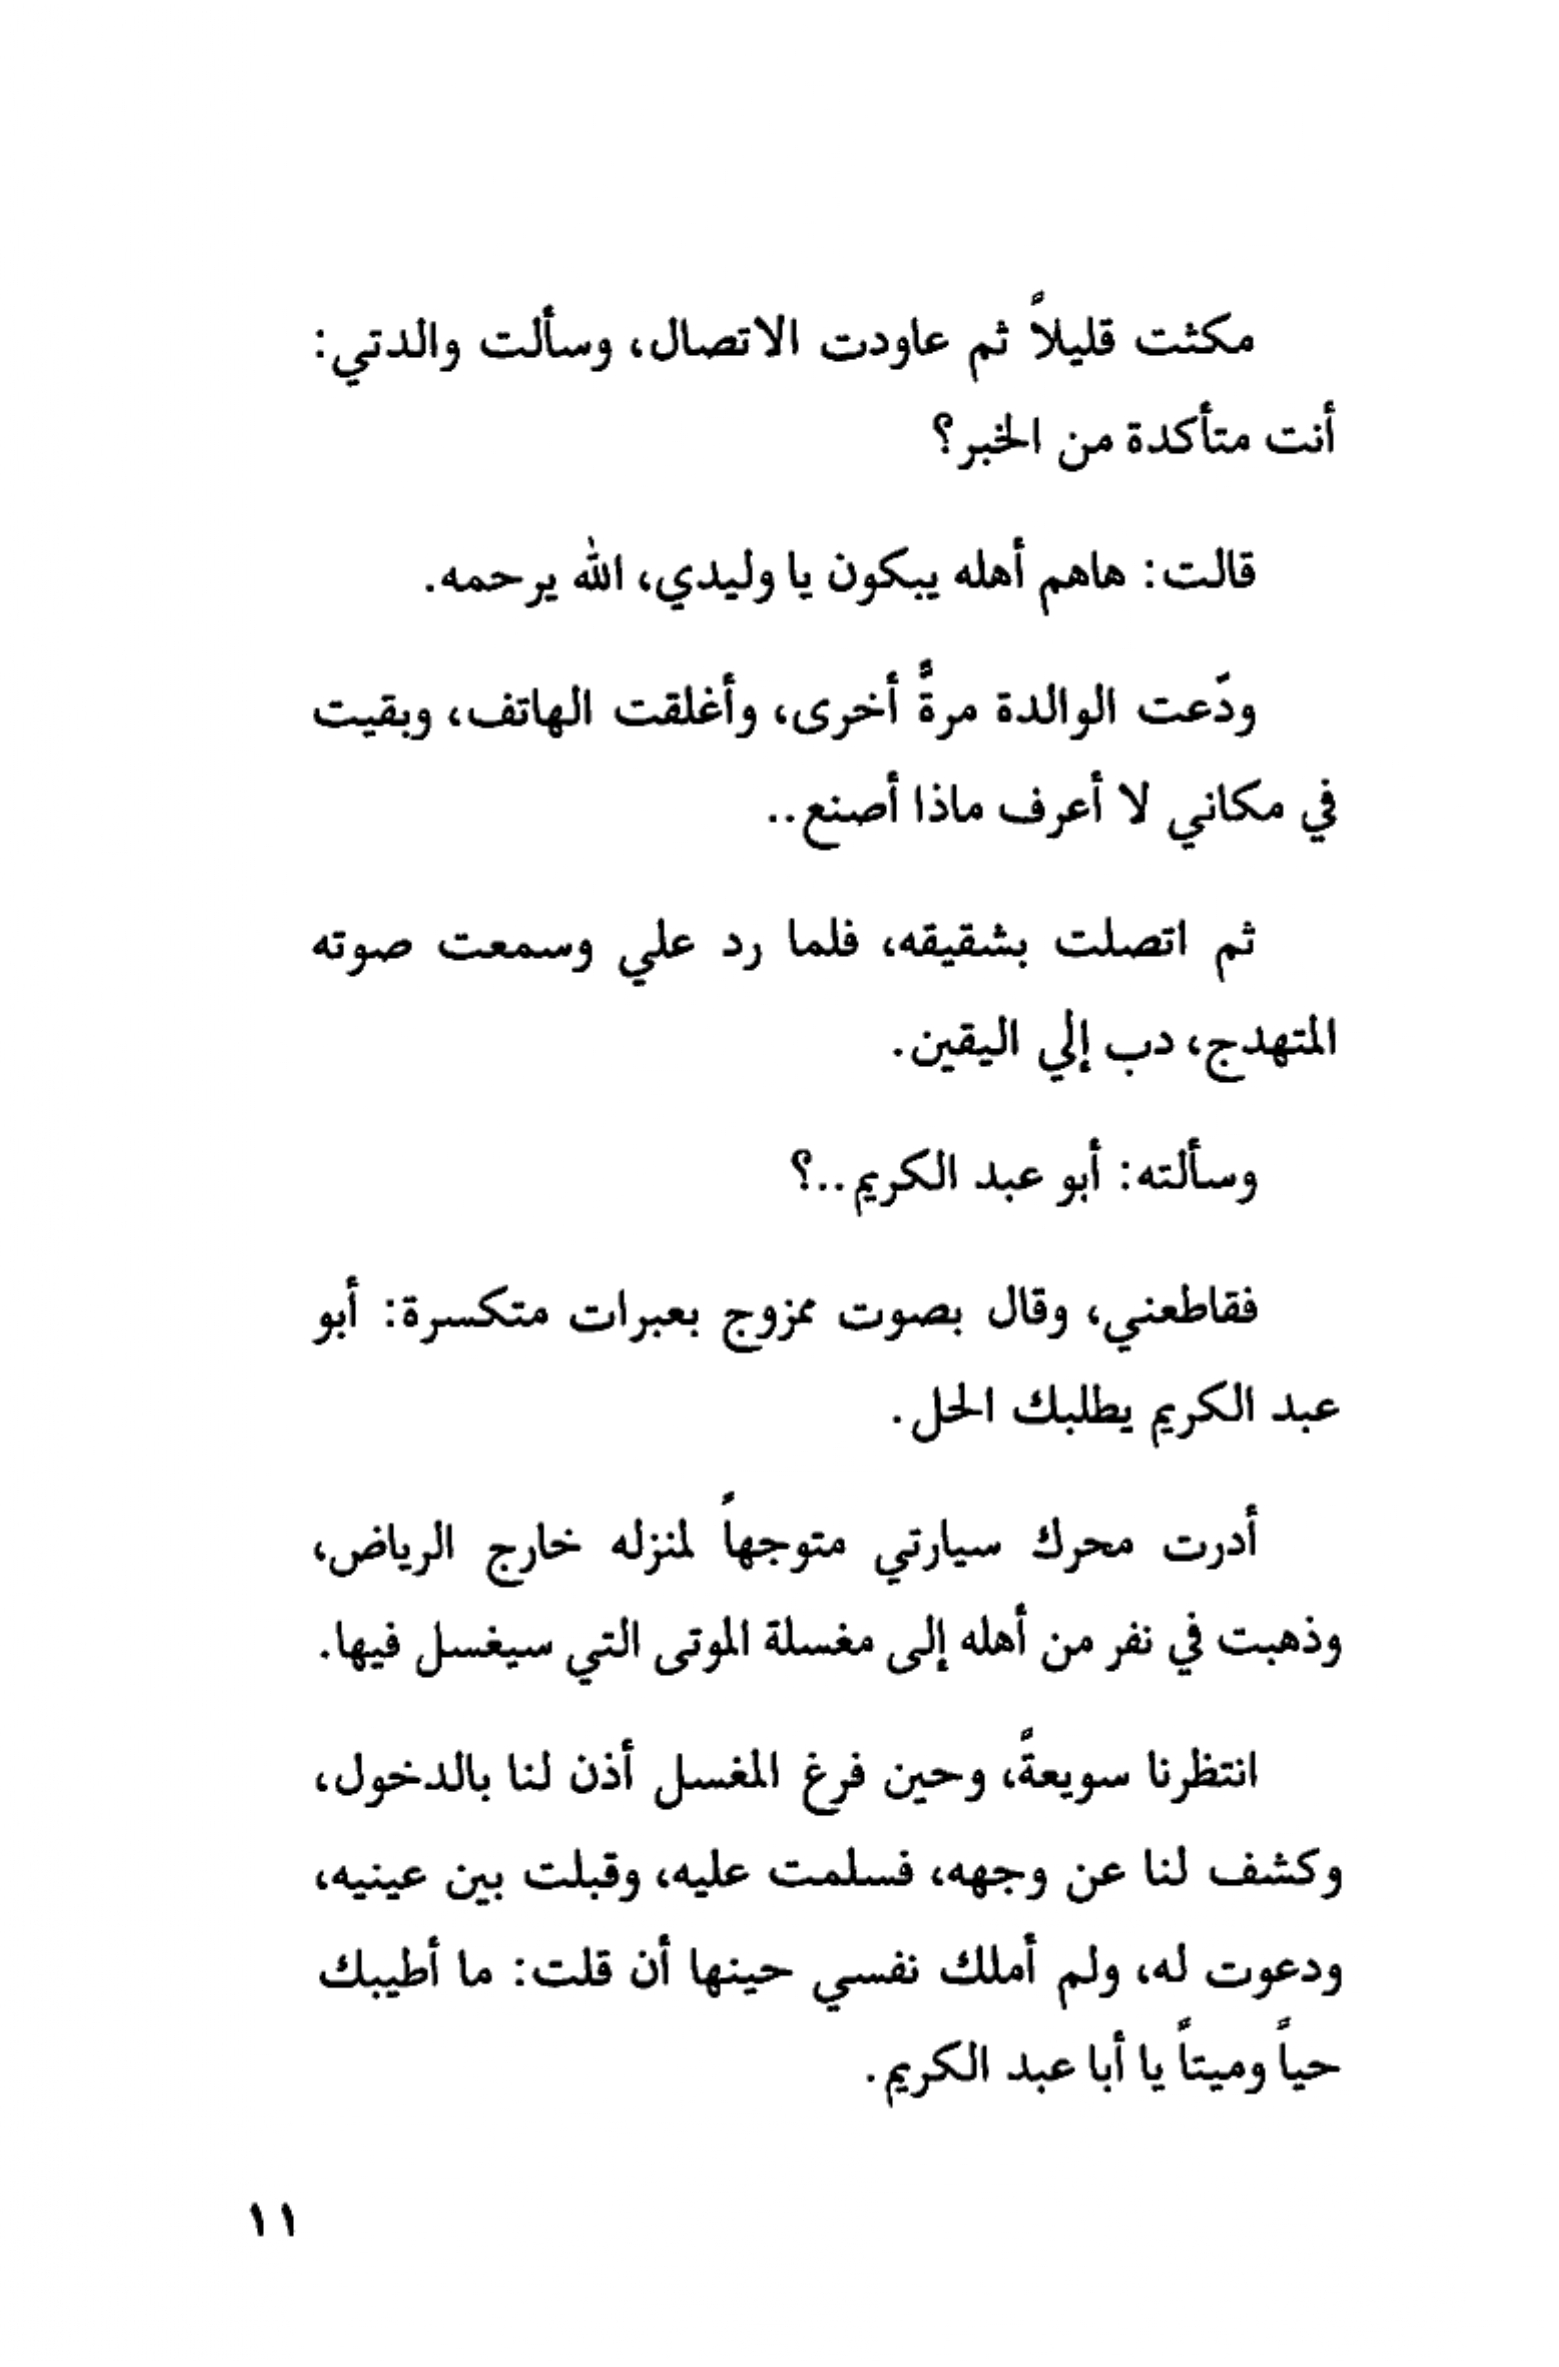 مكثت قليلاً ثم عاودت الاتصال، وسألت والدتي:
أنت متأكدة من الخبر؟
قالت: هاهم أهله يبكون يا وليدي، الله يرحمه.
ودّعت الوالدة مرةً أخرى، وأغلقت الهاتف، وبقيت
في مكاني لا أعرف ماذا أصنع..
ثم اتصلت بشقيقه، فلما رد علي وسمعت صوته
المتهدج، دب إلي اليقين.
وسألته: أبو عبد الكريم..؟
فقاطعني، وقال بصوت ممزوج بعبرات متكسرة: أبو
عبد الكريم يطلبك الحل.
أدرت محرك سيارتي متوجهاً لمنزله خارج الرياض،
وذهبت في نفر من أهله إلى مغسلة الموتى التي سيغسل فيها.
انتظرنا سويعةً، وحين فرغ المغسل أذن لنا بالدخول،
وكشف لنا عن وجهه، فسلمت عليه، وقبلت بين عينيه،
ودعوت له، ولم أملك نفسي حينها أن قلت: ما أطيبك
حياً وميتاً يا أبا عبد الكريم.
١١